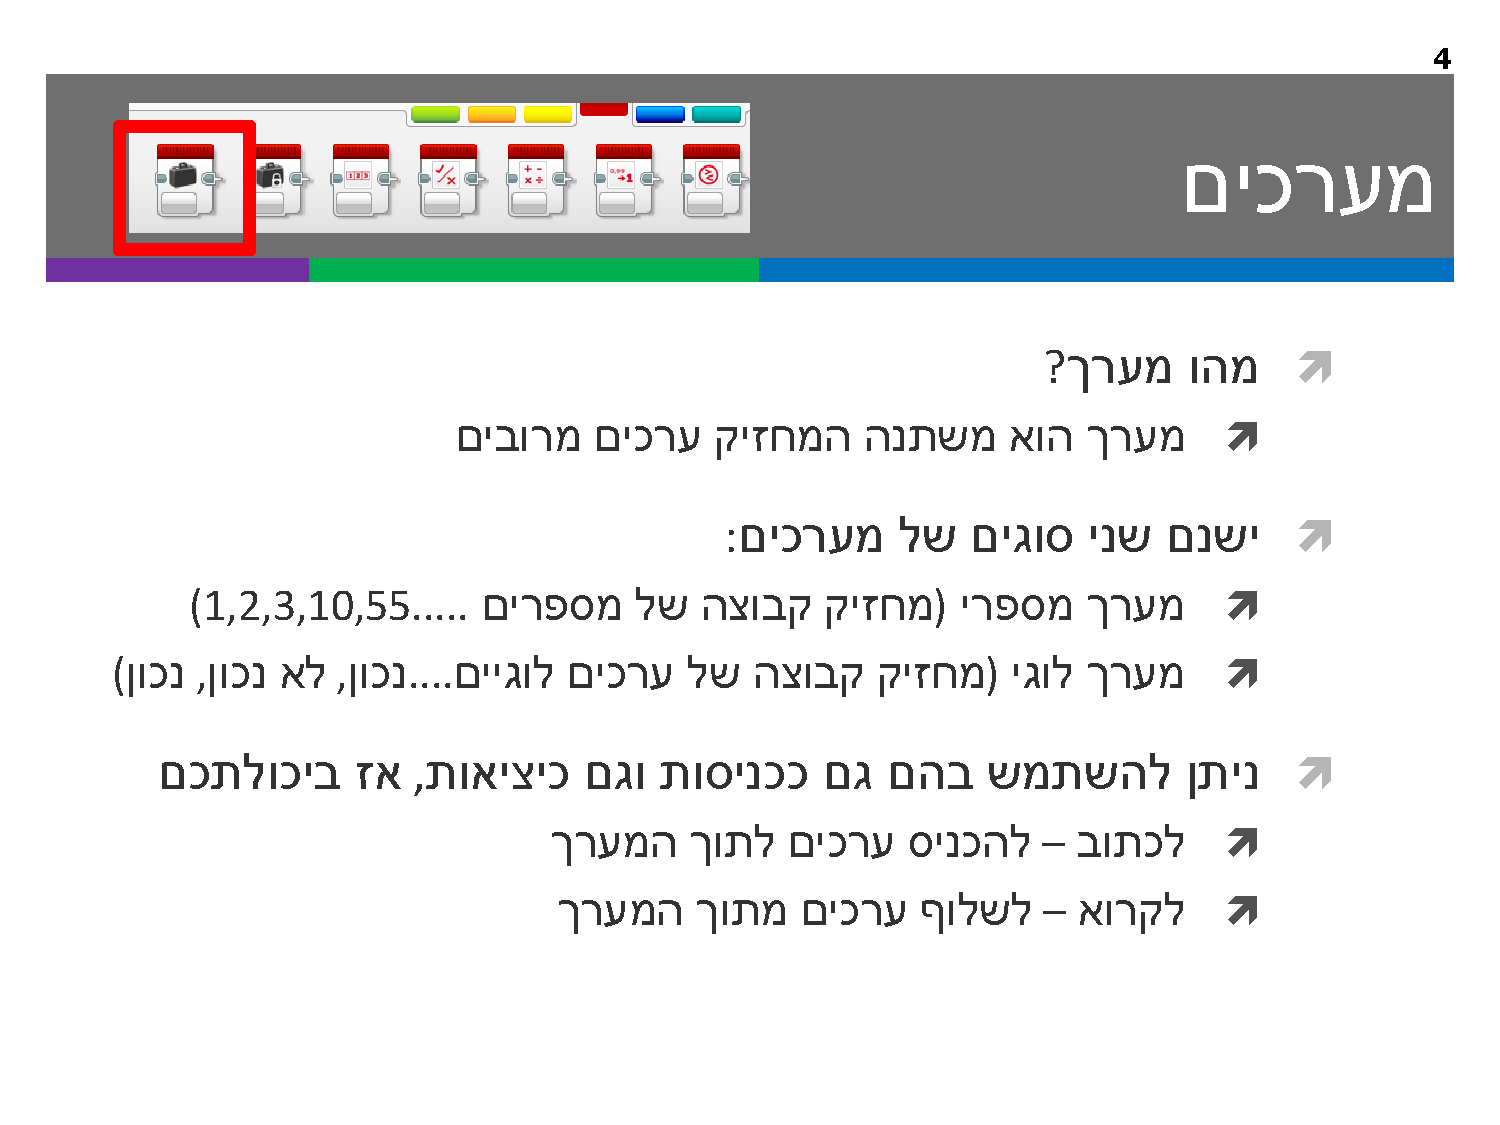 4
מערכים
מהו מערך?
מערך הוא משתנה המחזיק ערכים מרובים
ישנם שני סוגים של מערכים:
מערך מספרי (מחזיק קבוצה של מספרים .....1,2,3,10,55)
מערך לוגי (מחזיק קבוצה של ערכים לוגיים....נכון, לא נכון, נכון)
ניתן להשתמש בהם גם ככניסות וגם כיציאות, אז ביכולתכם
לכתוב – להכניס ערכים לתוך המערך
לקרוא – לשלוף ערכים מתוך המערך